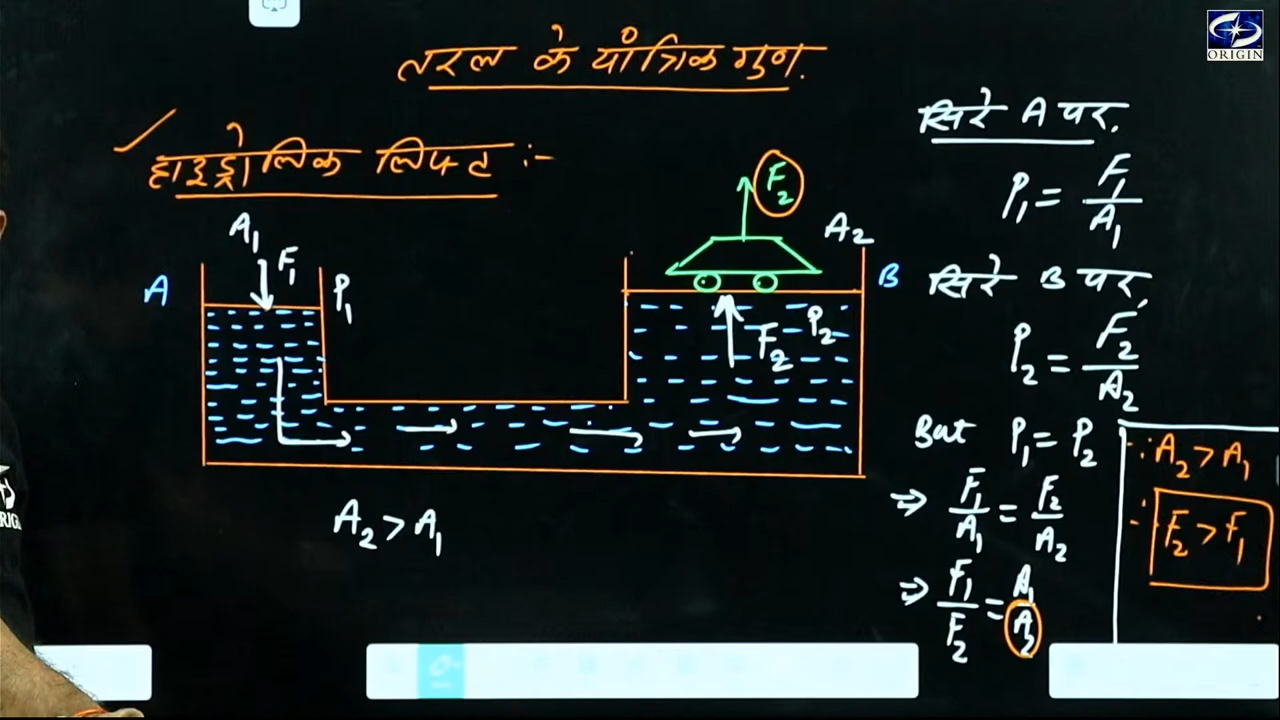 ORIGIN
तरल के यांत्रिक गुण.
हाइड्रोलिक लिफ्ट :-
A₁
F₁
P₁
A
F₂
A₂
B
P₂
F₂
A₂ > A₁
सिरे A पर.
P₁ = F₁/A₁
सिरे B पर,
P₂ = F₂/A₂
But P₁ = P₂
⇒ F₁/A₁ = F₂/A₂
⇒ F₁/F₂ = A₁/A₂
∵ A₂ > A₁
∴ F₂ > F₁